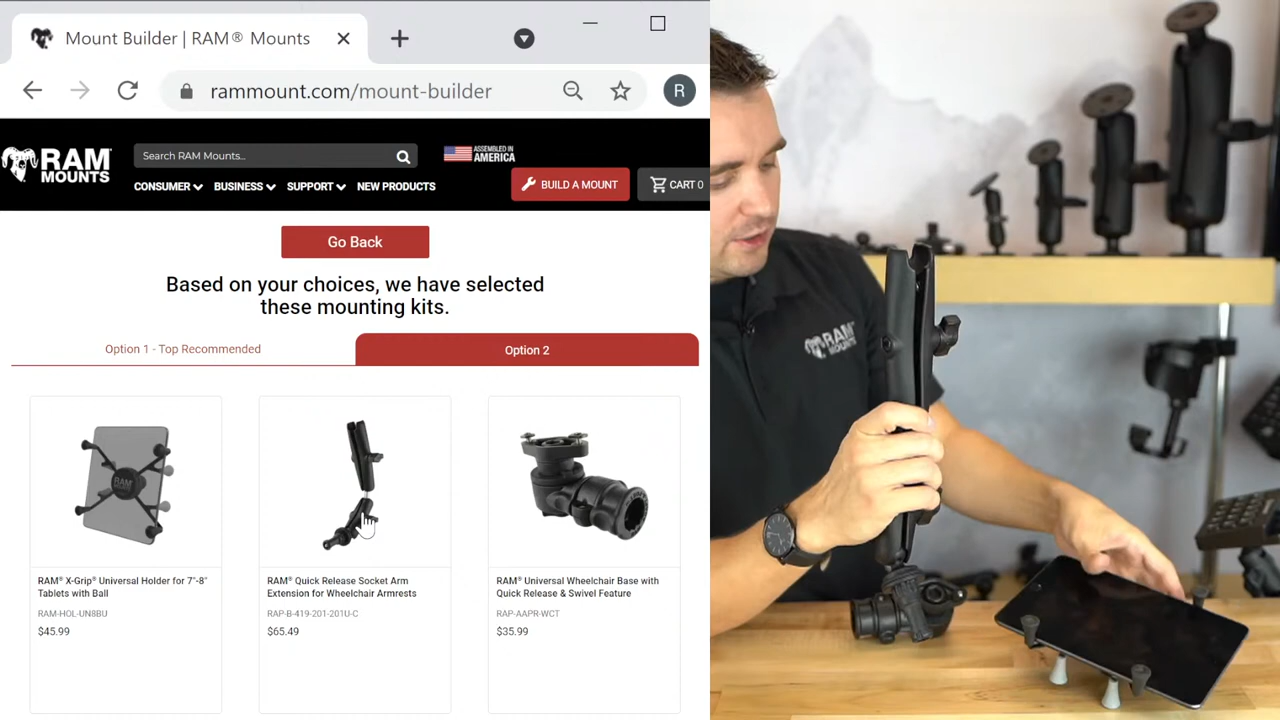 Mount Builder | RAM® Mounts
rammount.com/mount-builder
R
RAM
MOUNTS
Search RAM Mounts...
ASSEMBLED IN
AMERICA
CONSUMER
BUSINESS
SUPPORT
NEW PRODUCTS
BUILD A MOUNT
CART 0
Go Back
Based on your choices, we have selected
these mounting kits.
Option 1 - Top Recommended
Option 2
RAM
RAM® X-Grip® Universal Holder for 7"-8"
Tablets with Ball
RAM-HOL-UN8BU
$45.99
RAM® Quick Release Socket Arm
Extension for Wheelchair Armrests
RAP-B-419-201-201U-C
$65.49
RAM® Universal Wheelchair Base with
Quick Release & Swivel Feature
RAP-AAPR-WCT
$35.99
RAM
MOUNTS